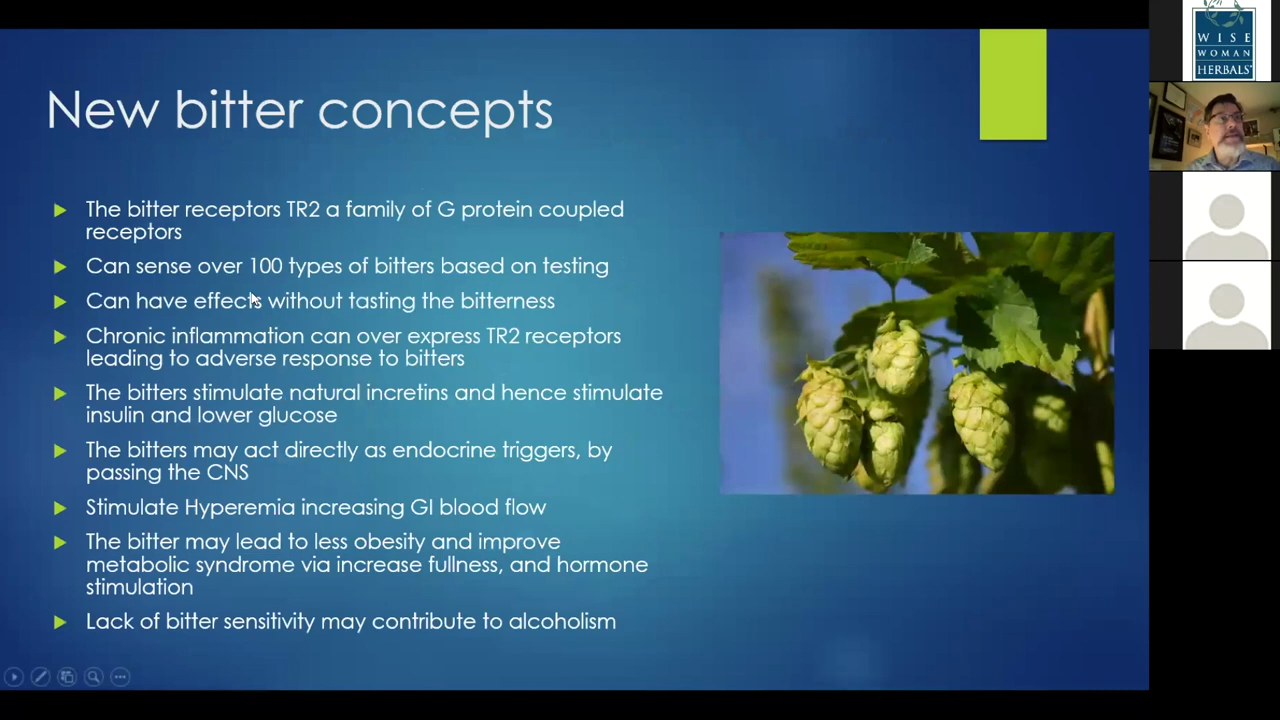 New bitter concepts
The bitter receptors TR2 a family of G protein coupled
receptors
Can sense over 100 types of bitters based on testing
Can have effects without tasting the bitterness
Chronic inflammation can over express TR2 receptors
leading to adverse response to bitters
The bitters stimulate natural incretins and hence stimulate
insulin and lower glucose
The bitters may act directly as endocrine triggers, by
passing the CNS
Stimulate Hyperemia increasing GI blood flow
The bitter may lead to less obesity and improve
metabolic syndrome via increase fullness, and hormone
stimulation
Lack of bitter sensitivity may contribute to alcoholism
WISE
WOMAN
HERBALS